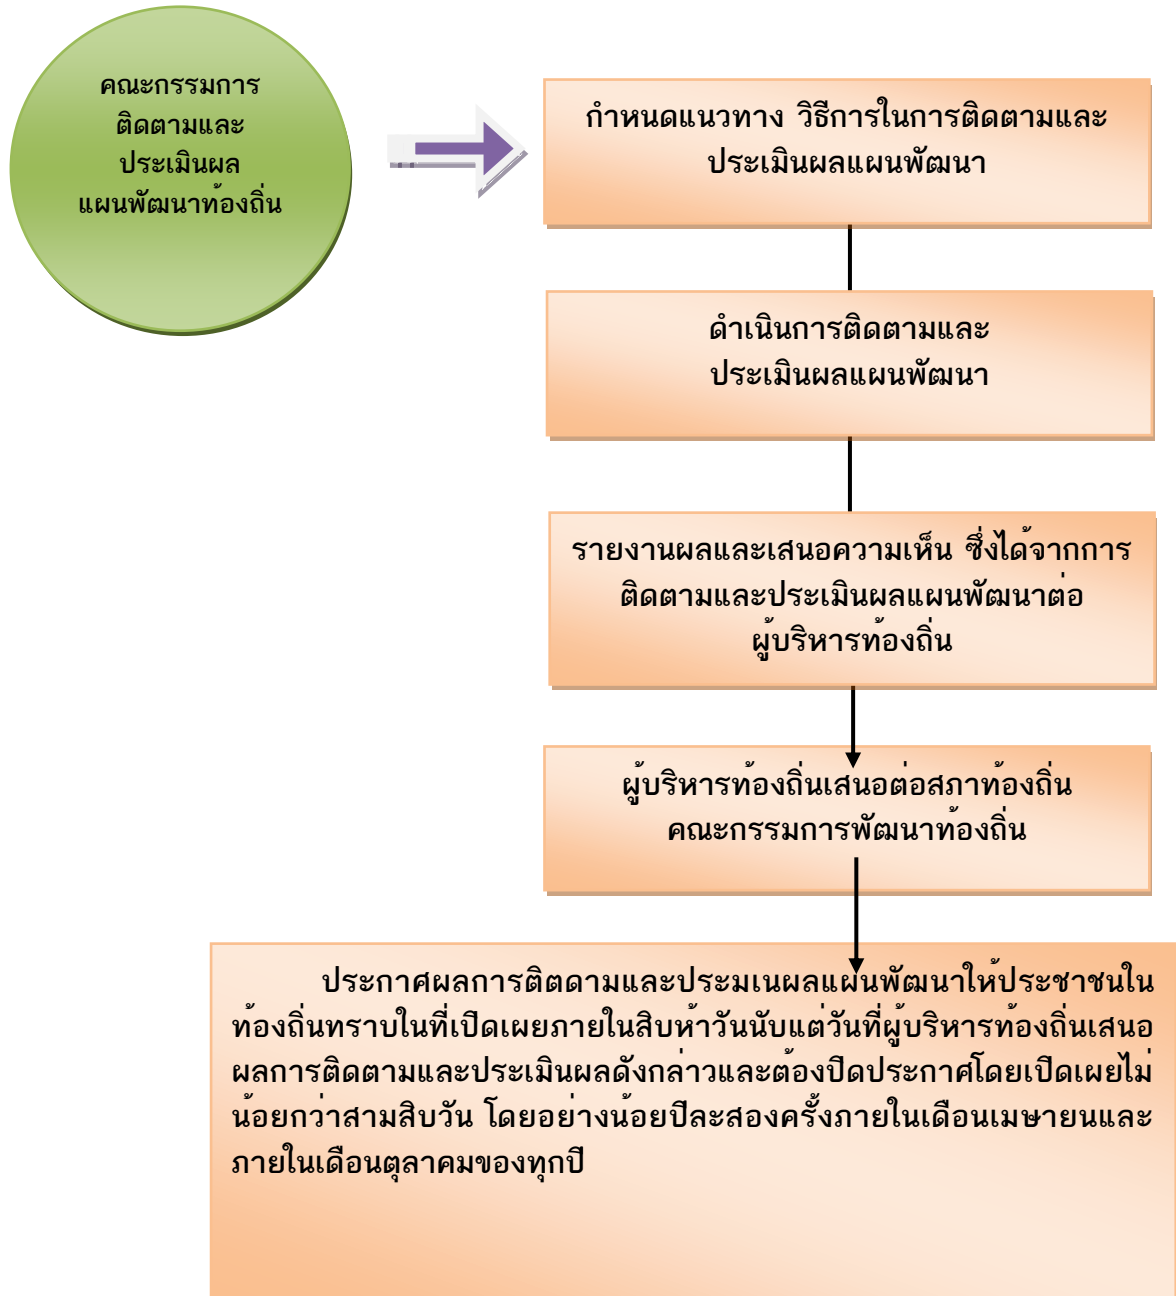 คณะกรรมการ
ติดตามและ
ประเมินผล
แผนพัฒนาท้องถิ่น
กำหนดแนวทาง วิธีการในการติดตามและ
ประเมินผลแผนพัฒนา
ดำเนินการติดตามและ
ประเมินผลแผนพัฒนา
รายงานผลและเสนอความเห็น ซึ่งได้จากการ
ติดตามและประเมินผลแผนพัฒนาต่อ
ผู้บริหารท้องถิ่น
ผู้บริหารท้องถิ่นเสนอต่อสภาท้องถิ่น
คณะกรรมการพัฒนาท้องถิ่น
ประกาศผลการติตดามและประมเนผลแผนพัฒนาให้ประชาชนใน
ท้องถิ่นทราบในที่เปิดเผยภายในสิบห้าวันนับแต่วันที่ผู้บริหารท้องถิ่นเสนอ
ผลการติดตามและประเมินผลดังกล่าวและต้องปิดประกาศโดยเปิดเผยไม่
น้อยกว่าสามสิบวัน โดยอย่างน้อยปีละสองครั้งภายในเดือนเมษายนและ
ภายในเดือนตุลาคมของทุกปี